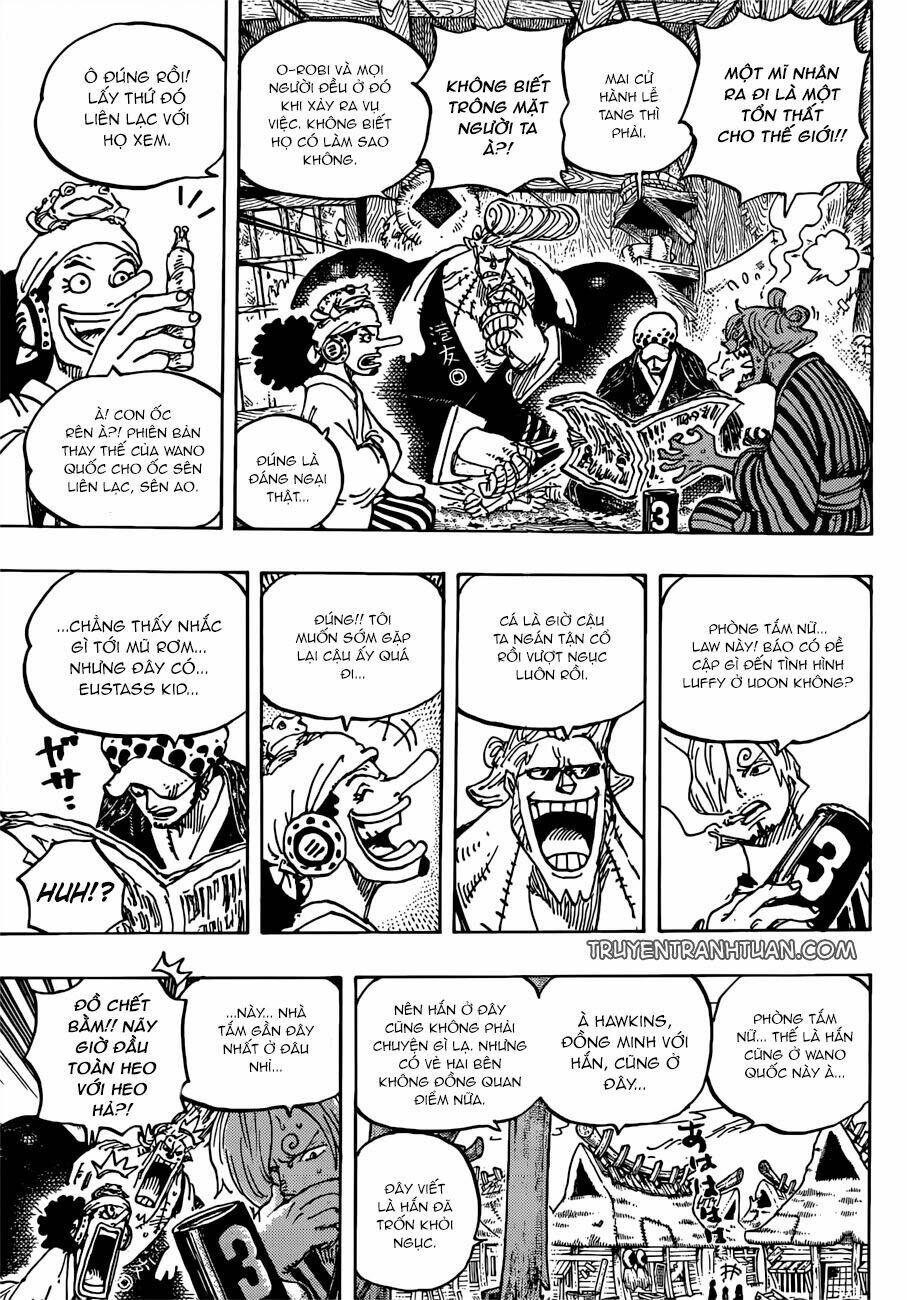 MỘT MĨ NHÂN
RA ĐI LÀ MỘT
TỔN THẤT
CHO THẾ GIỚI!!
MAI CỬ
HÀNH LỄ
TANG THÌ
PHẢI.
KHÔNG BIẾT
TRÔNG MẶT
NGƯỜI TA
À?!
O-ROBI VÀ MỌI
NGƯỜI ĐỀU Ở ĐÓ
KHI XẢY RA VỤ
VIỆC. KHÔNG BIẾT
HỌ CÓ LÀM SAO
KHÔNG.
ĐÚNG LÀ
ĐÁNG NGẠI
THẬT...
3
Ô ĐÚNG RỒI!
LẤY THỨ ĐÓ
LIÊN LẠC VỚI
HỌ XEM.
À! CON ỐC
RÊN À?! PHIÊN BẢN
THAY THẾ CỦA WANO
QUỐC CHO ỐC SÊN
LIÊN LẠC, SÊN AO.
PHÒNG TẮM NỮ...
LAW NÀY! BÁO CÓ ĐỀ
CẬP GÌ ĐẾN TÌNH HÌNH
LUFFY Ở UDON KHÔNG?
3
CÁ LÀ GIỜ CẬU
TA NGÁN TẬN CỔ
RỒI VƯỢT NGỤC
LUÔN RỒI.
ĐÚNG!! TÔI
MUỐN SỚM GẶP
LẠI CẬU ẤY QUÁ
ĐI...
...CHẲNG THẤY NHẮC
GÌ TỚI MŨ RƠM...
NHƯNG ĐÂY CÓ...
EUSTASS KID...
HUH!?
TRUYENTRANHTUAN.COM
PHÒNG TẮM
NỮ... THẾ LÀ HẮN
CŨNG Ở WANO
QUỐC NÀY À...
À HAWKINS,
ĐỒNG MINH VỚI
HẮN, CŨNG Ở
ĐÂY...
NÊN HẮN Ở ĐÂY
CŨNG KHÔNG PHẢI
CHUYỆN GÌ LẠ. NHƯNG
CÓ VẺ HAI BÊN
KHÔNG ĐỒNG QUAN
ĐIỂM NỮA.
ĐÂY VIẾT
LÀ HẮN ĐÃ
TRỐN KHỎI
NGỤC.
...NÀY... NHÀ
TẮM GẦN ĐÂY
NHẤT Ở ĐÂU
NHỈ...
ĐỒ CHẾT
BẰM!! NÃY
GIỜ ĐẦU
TOÀN HEO
VỚI HEO
HẢ?!
3